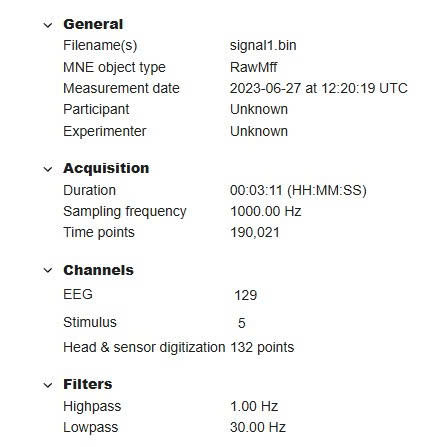 General
Filename(s) signal1.bin
MNE object type RawMff
Measurement date 2023-06-27 at 12:20:19 UTC
Participant Unknown
Experimenter Unknown
Acquisition
Duration 00:03:11 (HH:MM:SS)
Sampling frequency 1000.00 Hz
Time points 190,021
Channels
EEG 129
Stimulus 5
Head & sensor digitization 132 points
Filters
Highpass 1.00 Hz
Lowpass 30.00 Hz